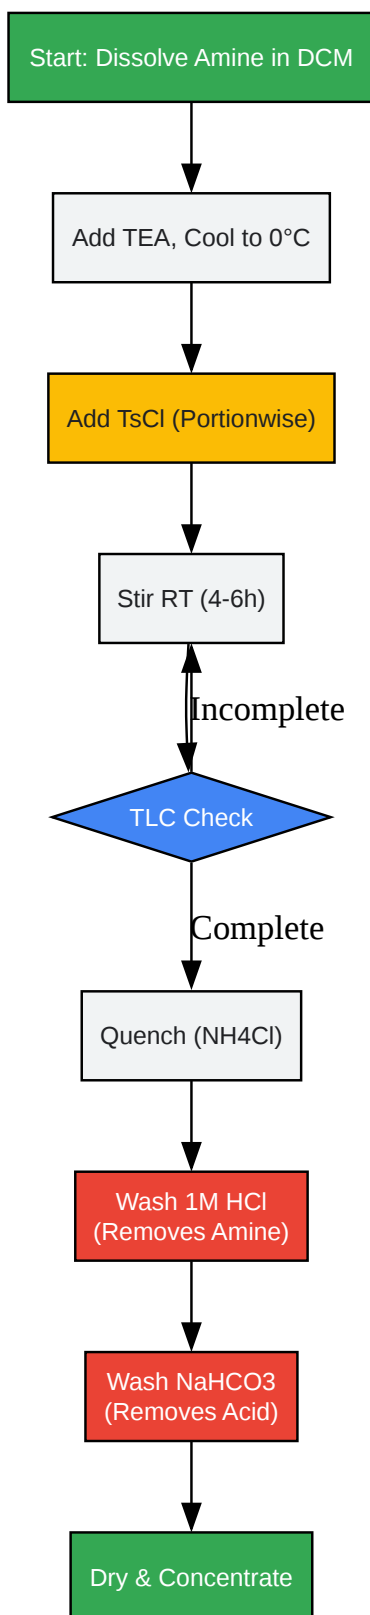 Start: Dissolve Amine in DCM
Add TEA, Cool to 0°C
Add TsCl (Portionwise)
Stir RT (4-6h)
Incomplete
TLC Check
Complete
Quench (NH4Cl)
Wash 1M HCl
(Removes Amine)
Wash NaHCO3
(Removes Acid)
Dry & Concentrate